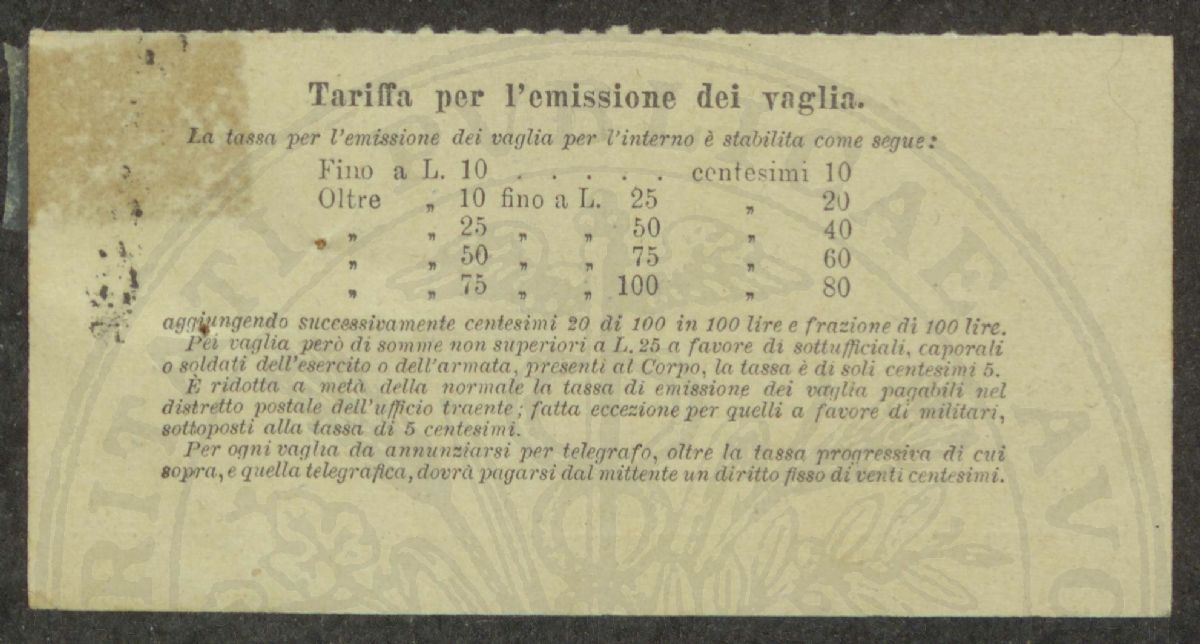 Tariffa per l'emissione dei vaglia.
La tassa per l'emissione dei vaglia per l'interno è stabilita come segue:
Fino a L. 10 . . . . . centesimi 10
Oltre „ 10 fino a L. 25 „ 20
„ „ 25 „ „ 50 „ 40
„ „ 50 „ „ 75 „ 60
„ „ 75 „ „ 100 „ 80
aggiungendo successivamente centesimi 20 di 100 in 100 lire e frazione di 100 lire.
Pei vaglia però di somme non superiori a L. 25 a favore di sottufficiali, caporali
o soldati dell'esercito o dell'armata, presenti al Corpo, la tassa è di soli centesimi 5.
È ridotta a metà della normale la tassa di emissione dei vaglia pagabili nel
distretto postale dell'ufficio traente; fatta eccezione per quelli a favore di militari,
sottoposti alla tassa di 5 centesimi.
Per ogni vaglia da annunziarsi per telegrafo, oltre la tassa progressiva di cui
sopra, e quella telegrafica, dovrà pagarsi dal mittente un diritto fisso di venti centesimi.